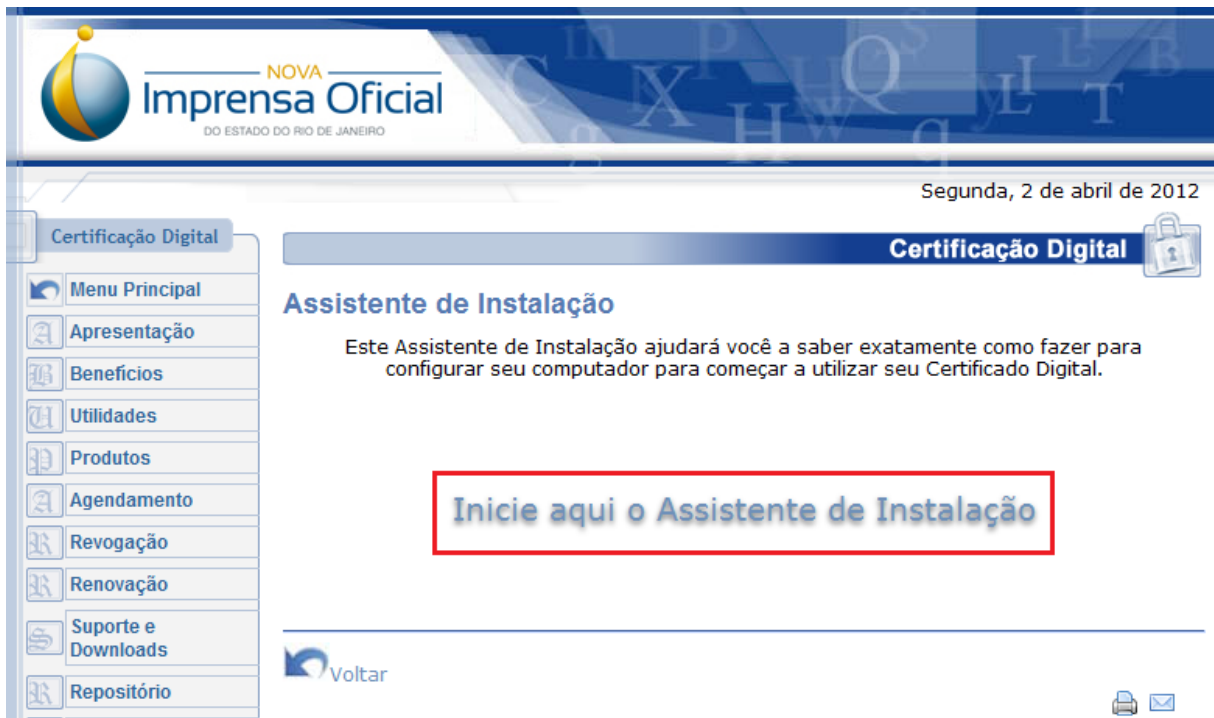 NOVA
Imprensa Oficial
DO ESTADO DO RIO DE JANEIRO
C m X P H W Q S q y I L E T B
g
Segunda, 2 de abril de 2012
Certificação Digital
Certificação Digital
Menu Principal
Apresentação
Benefícios
Utilidades
Produtos
Agendamento
Revogação
Renovação
Suporte e
Downloads
Repositório
Assistente de Instalação
Este Assistente de Instalação ajudará você a saber exatamente como fazer para
configurar seu computador para começar a utilizar seu Certificado Digital.
Inicie aqui o Assistente de Instalação
Voltar